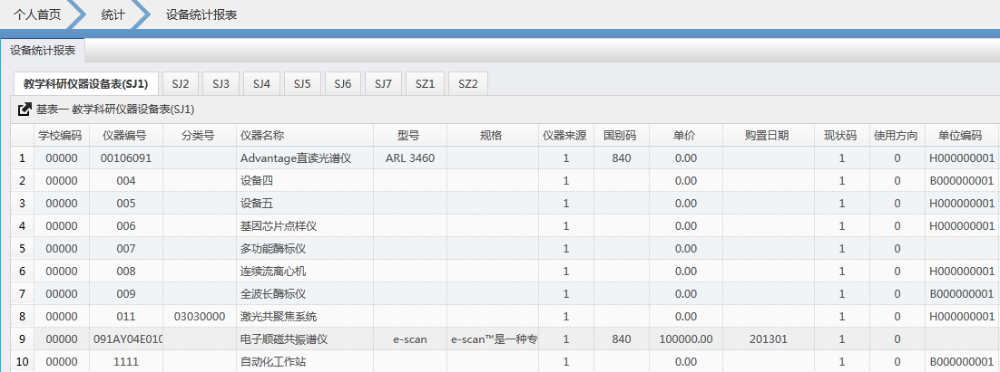 个人首页 统计 设备统计报表
设备统计报表
教学科研仪器设备表(SJ1) SJ2 SJ3 SJ4 SJ5 SJ6 SJ7 SZ1 SZ2
基表一 教学科研仪器设备表(SJ1)
学校编码 仪器编号 分类号 仪器名称 型号 规格 仪器来源 国别码 单价 购置日期 现状码 使用方向 单位编码
1 00000 00106091 Advantage直读光谱仪 ARL 3460 1 840 0.00 1 0 H000000001
2 00000 004 设备四 1 0.00 1 0 B000000001
3 00000 005 设备五 1 0.00 1 0 H000000001
4 00000 006 基因芯片点样仪 1 0.00 1 0 H000000001
5 00000 007 多功能酶标仪 1 0.00 1 0
6 00000 008 连续流离心机 1 0.00 1 0 H000000001
7 00000 009 全波长酶标仪 1 0.00 1 0 B000000001
8 00000 011 03030000 激光共聚焦系统 1 0.00 1 0 H000000001
9 00000 091AY04E010 电子顺磁共振谱仪 e-scan e-scan™是一种专 1 840 100000.00 201301 1 0
10 00000 1111 自动化工作站 1 0.00 1 0 B000000001